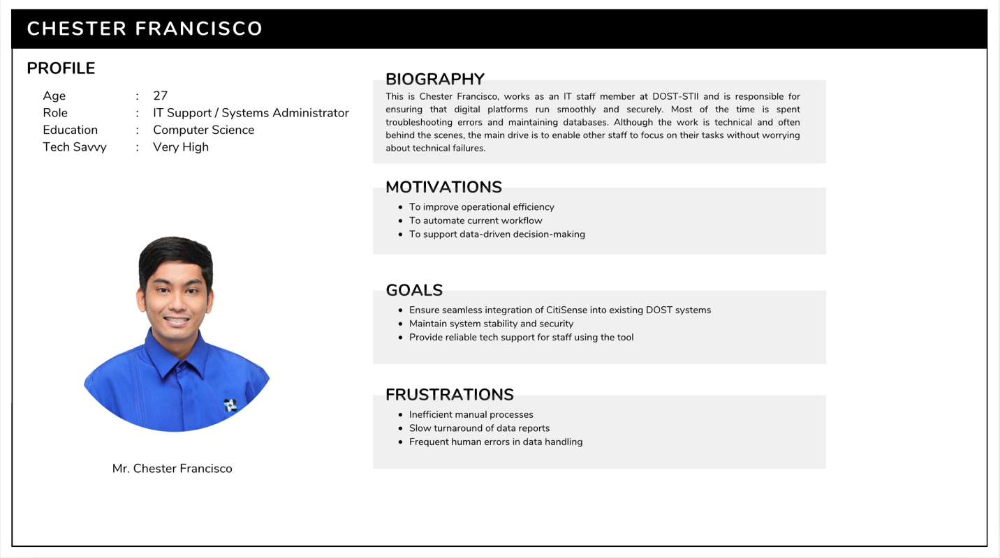 CHESTER FRANCISCO
PROFILE
Age : 27
Role : IT Support / Systems Administrator
Education : Computer Science
Tech Savvy : Very High
Mr. Chester Francisco
BIOGRAPHY
This is Chester Francisco, works as an IT staff member at DOST-STII and is responsible for
ensuring that digital platforms run smoothly and securely. Most of the time is spent
troubleshooting errors and maintaining databases. Although the work is technical and often
behind the scenes, the main drive is to enable other staff to focus on their tasks without worrying
about technical failures.
MOTIVATIONS
• To improve operational efficiency
• To automate current workflow
• To support data-driven decision-making
GOALS
• Ensure seamless integration of CitiSense into existing DOST systems
• Maintain system stability and security
• Provide reliable tech support for staff using the tool
FRUSTRATIONS
• Inefficient manual processes
• Slow turnaround of data reports
• Frequent human errors in data handling